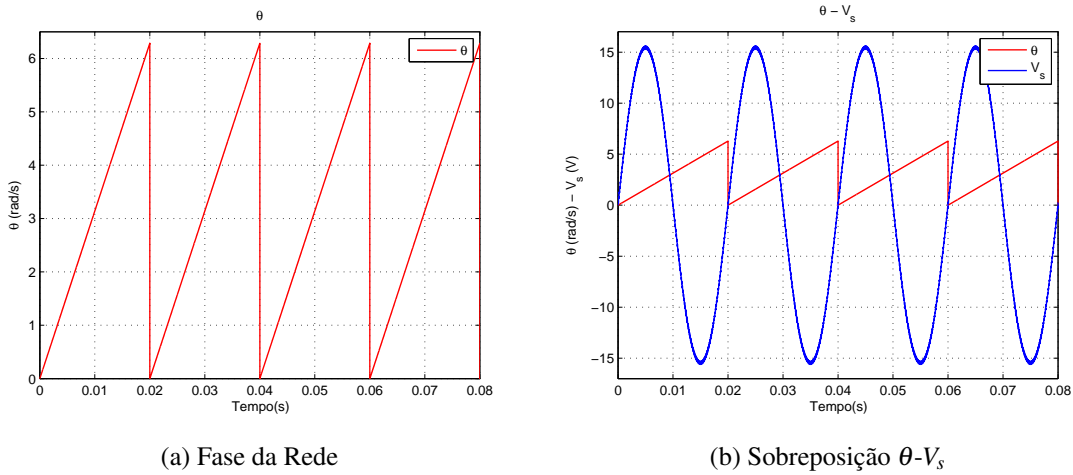 θ
θ
θ (rad/s)
6
5
4
3
2
1
0
0
0.01
0.02
0.03
0.04
0.05
0.06
0.07
0.08
Tempo(s)
(a) Fase da Rede
θ − V_s
θ
V_s
θ (rad/s) − V_s (V)
15
10
5
0
−5
−10
−15
0
0.01
0.02
0.03
0.04
0.05
0.06
0.07
0.08
Tempo(s)
(b) Sobreposição θ-V_s